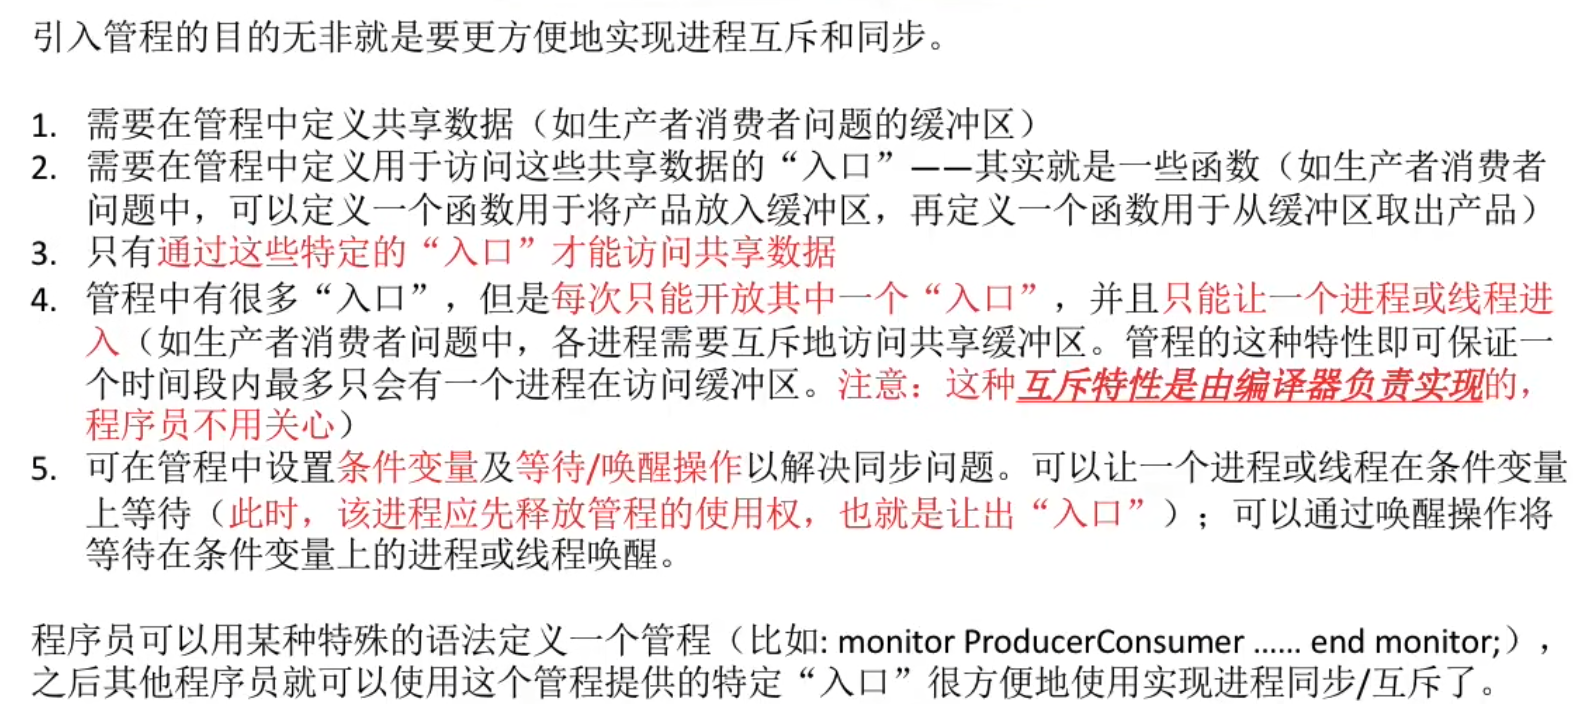 引入管程的目的无非就是要更方便地实现进程互斥和同步。
1. 需要在管程中定义共享数据（如生产者消费者问题的缓冲区）
2. 需要在管程中定义用于访问这些共享数据的“入口”——其实就是一些函数（如生产者消费者
问题中，可以定义一个函数用于将产品放入缓冲区，再定义一个函数用于从缓冲区取出产品）
3. 只有通过这些特定的“入口”才能访问共享数据
4. 管程中有很多“入口”，但是每次只能开放其中一个“入口”，并且只能让一个进程或线程进
入（如生产者消费者问题中，各进程需要互斥地访问共享缓冲区。管程的这种特性即可保证一
个时间段内最多只会有一个进程在访问缓冲区。注意：这种互斥特性是由编译器负责实现的，
程序员不用关心）
5. 可在管程中设置条件变量及等待/唤醒操作以解决同步问题。可以让一个进程或线程在条件变量
上等待（此时，该进程应先释放管程的使用权，也就是让出“入口”）；可以通过唤醒操作将
等待在条件变量上的进程或线程唤醒。
程序员可以用某种特殊的语法定义一个管程（比如: monitor ProducerConsumer …… end monitor;），
之后其他程序员就可以使用这个管程提供的特定“入口”很方便地使用实现进程同步/互斥了。